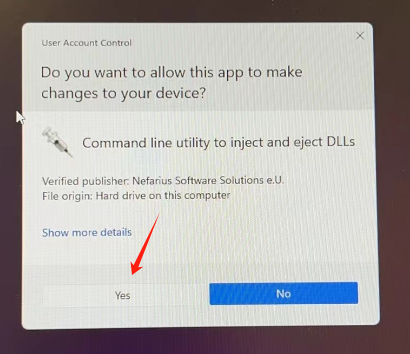 User Account Control
Do you want to allow this app to make
changes to your device?
Command line utility to inject and eject DLLs
Verified publisher: Nefarius Software Solutions e.U.
File origin: Hard drive on this computer
Show more details
Yes
No